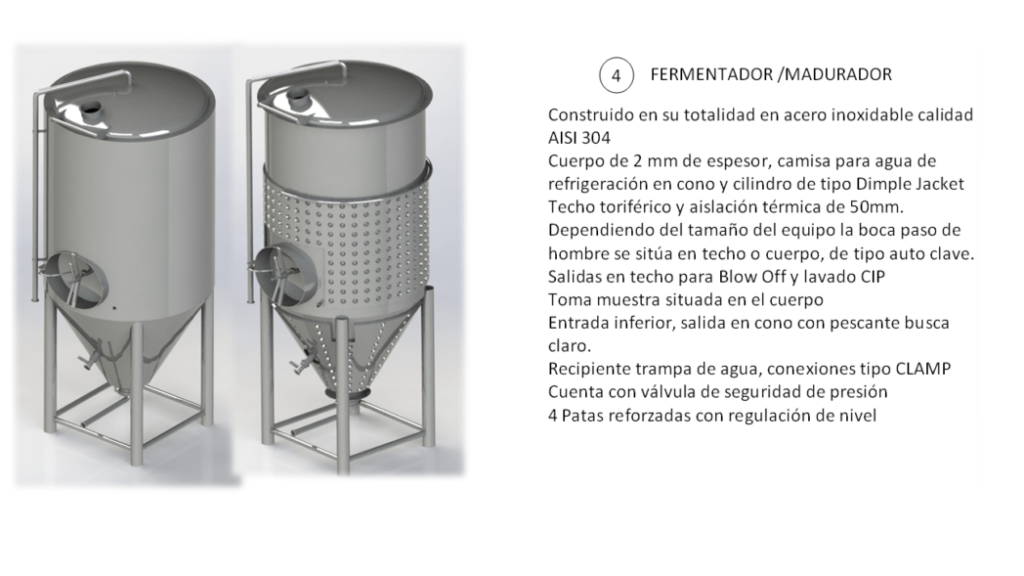 4 FERMENTADOR /MADURADOR
Construido en su totalidad en acero inoxidable calidad
AISI 304
Cuerpo de 2 mm de espesor, camisa para agua de
refrigeración en cono y cilindro de tipo Dimple Jacket
Techo toriférico y aislación térmica de 50mm.
Dependiendo del tamaño del equipo la boca paso de
hombre se sitúa en techo o cuerpo, de tipo auto clave.
Salidas en techo para Blow Off y lavado CIP
Toma muestra situada en el cuerpo
Entrada inferior, salida en cono con pescante busca
claro.
Recipiente trampa de agua, conexiones tipo CLAMP
Cuenta con válvula de seguridad de presión
4 Patas reforzadas con regulación de nivel